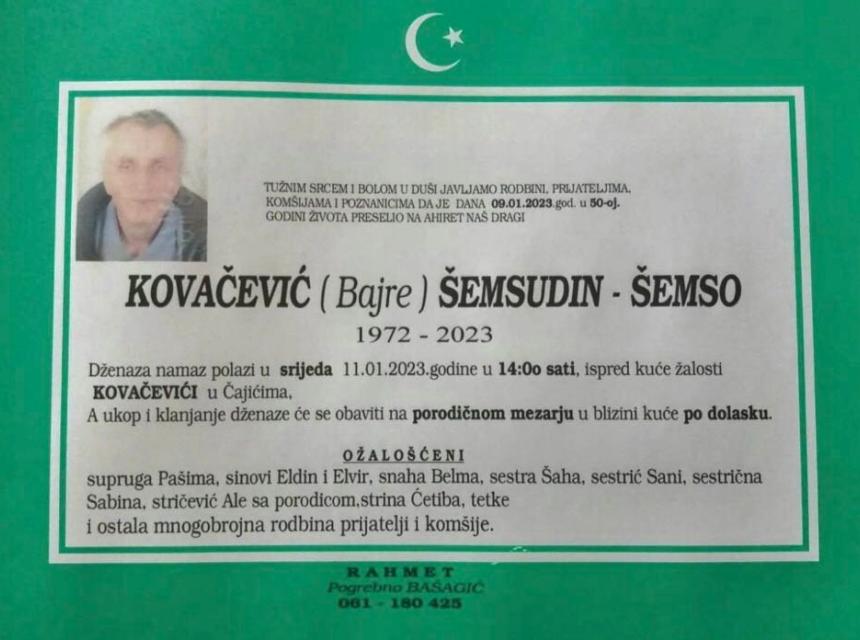 TUŽNIM SRCEM I BOLOM U DUŠI JAVLJAMO RODBINI, PRIJATELJIMA,
KOMŠIJAMA I POZNANICIMA DA JE DANA 09.01.2023.god. u 50-oj.
GODINI ŽIVOTA PRESELIO NA AHIRET NAŠ DRAGI
KOVAČEVIĆ ( Bajre ) ŠEMSUDIN - ŠEMSO
1972 - 2023
Dženaza namaz polazi u srijeda 11.01.2023.godine u 14:0o sati, ispred kuće žalosti
KOVAČEVIĆI u Čajićima,
A ukop i klanjanje dženaze će se obaviti na porodičnom mezarju u blizini kuće po dolasku.
OŽALOŠĆENI
supruga Pašima, sinovi Eldin i Elvir, snaha Belma, sestra Šaha, sestrić Sani, sestrična
Sabina, stričević Ale sa porodicom,strina Ćetiba, tetke
i ostala mnogobrojna rodbina prijatelji i komšije.
RAHMET
Pogrebno BAŠAGIĆ
061 - 180 425